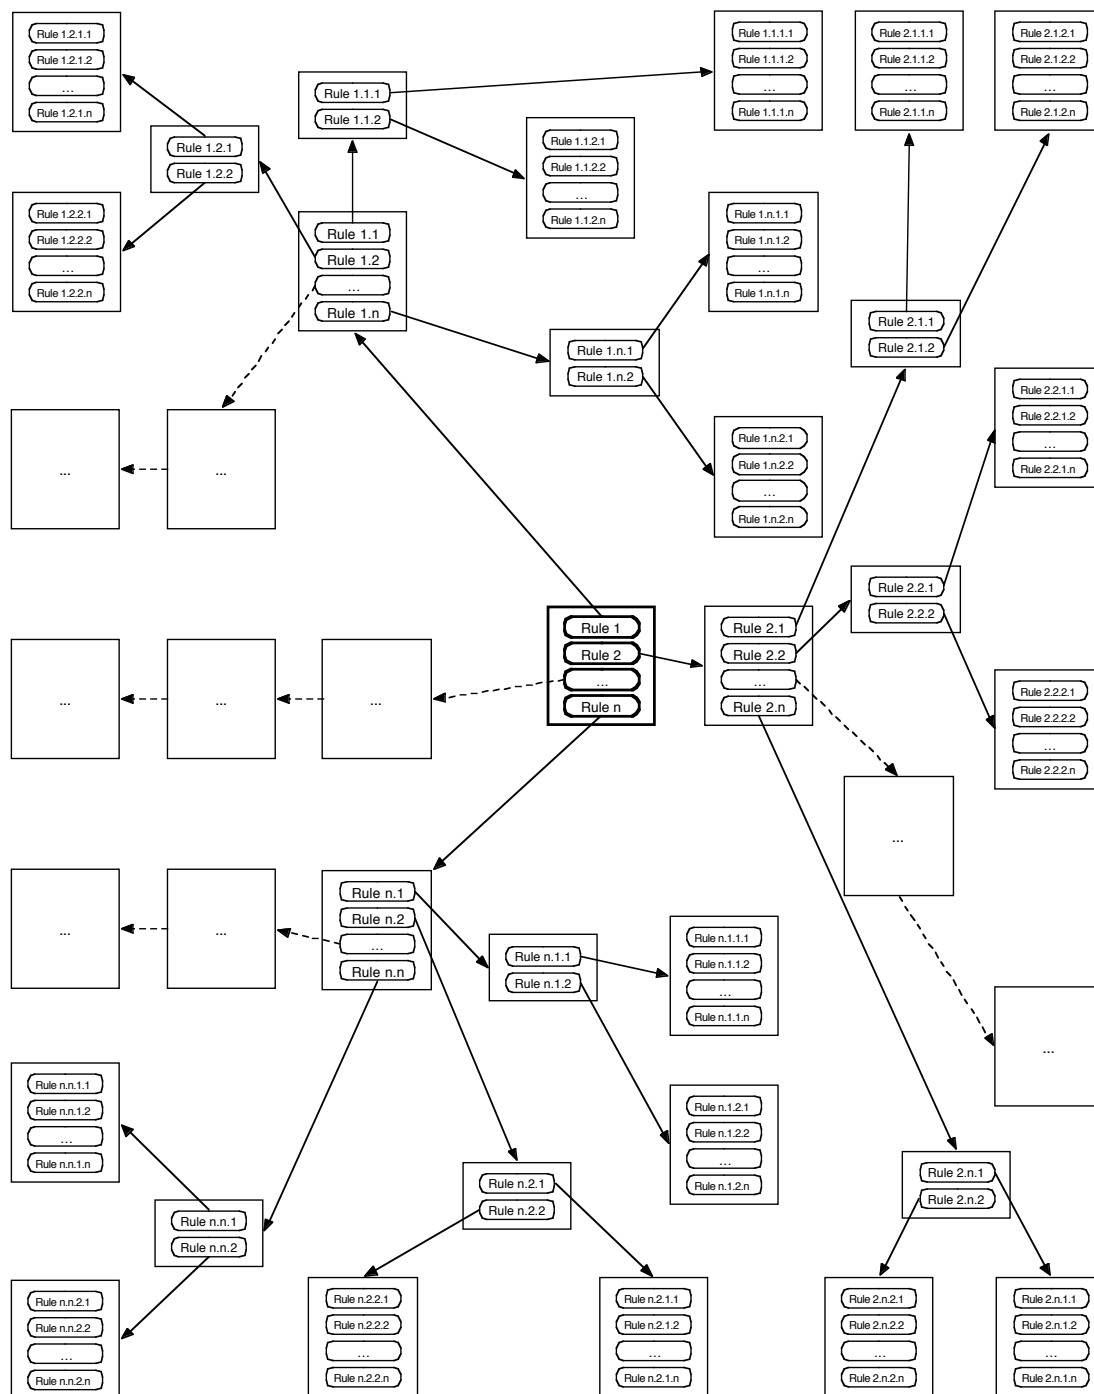 Rule 1.2.1.1
Rule 1.2.1.2
...
Rule 1.2.1.n
Rule 1.2.1
Rule 1.2.2
Rule 1.2.2.1
Rule 1.2.2.2
...
Rule 1.2.2.n
Rule 1.1.1
Rule 1.1.2
Rule 1.1
Rule 1.2
...
Rule 1.n
Rule 1.1.1.1
Rule 1.1.1.2
...
Rule 1.1.1.n
Rule 1.1.2.1
Rule 1.1.2.2
...
Rule 1.1.2.n
Rule 1.n.1.1
Rule 1.n.1.2
...
Rule 1.n.1.n
Rule 1.n.1
Rule 1.n.2
Rule 1.n.2.1
Rule 1.n.2.2
...
Rule 1.n.2.n
Rule 2.1.1.1
Rule 2.1.1.2
...
Rule 2.1.1.n
Rule 2.1.2.1
Rule 2.1.2.2
...
Rule 2.1.2.n
Rule 2.1.1
Rule 2.1.2
Rule 2.2.1.1
Rule 2.2.1.2
...
Rule 2.2.1.n
...
...
Rule 2.2.1
Rule 2.2.2
Rule 1
Rule 2
...
Rule n
Rule 2.1
Rule 2.2
...
Rule 2.n
...
...
...
Rule 2.2.2.1
Rule 2.2.2.2
...
Rule 2.2.2.n
...
...
...
Rule n.1
Rule n.2
...
Rule n.n
Rule n.1.1
Rule n.1.2
Rule n.1.1.1
Rule n.1.1.2
...
Rule n.1.1.n
...
Rule n.n.1.1
Rule n.n.1.2
...
Rule n.n.1.n
Rule n.1.2.1
Rule n.1.2.2
...
Rule n.1.2.n
Rule n.n.1
Rule n.n.2
Rule n.2.1
Rule n.2.2
Rule 2.n.1
Rule 2.n.2
Rule n.n.2.1
Rule n.n.2.2
...
Rule n.n.2.n
Rule n.2.2.1
Rule n.2.2.2
...
Rule n.2.2.n
Rule n.2.1.1
Rule n.2.1.2
...
Rule n.2.1.n
Rule 2.n.2.1
Rule 2.n.2.2
...
Rule 2.n.2.n
Rule 2.n.1.1
Rule 2.n.1.2
...
Rule 2.n.1.n